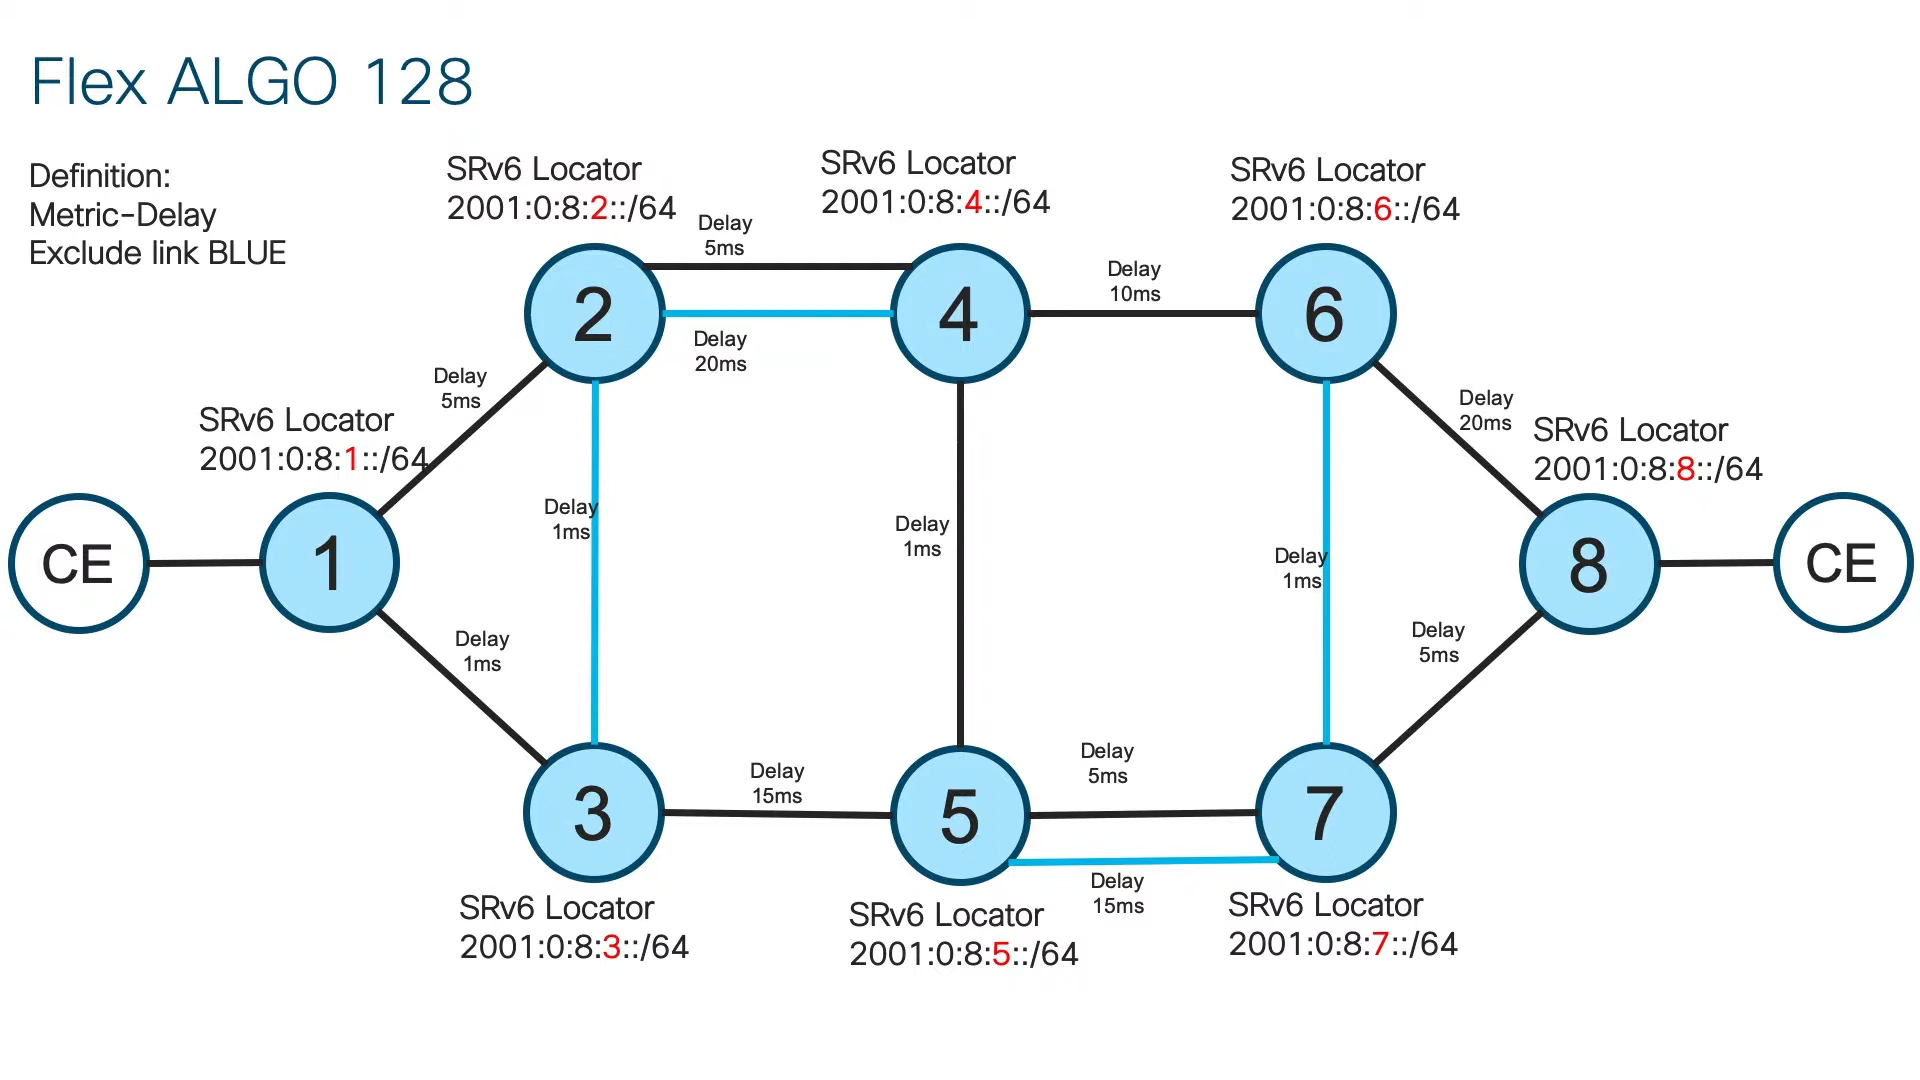 Flex ALGO 128
Definition:
Metric-Delay
Exclude link BLUE
SRv6 Locator
2001:0:8:2::/64
SRv6 Locator
2001:0:8:4::/64
SRv6 Locator
2001:0:8:6::/64
Delay
5ms
Delay
10ms
2
4
6
Delay
20ms
Delay
5ms
Delay
20ms
SRv6 Locator
2001:0:8:1::/64
SRv6 Locator
2001:0:8:8::/64
Delay
1ms
Delay
1ms
Delay
1ms
CE
1
8
CE
Delay
1ms
Delay
5ms
Delay
15ms
Delay
5ms
3
5
7
Delay
15ms
SRv6 Locator
2001:0:8:3::/64
SRv6 Locator
2001:0:8:5::/64
SRv6 Locator
2001:0:8:7::/64